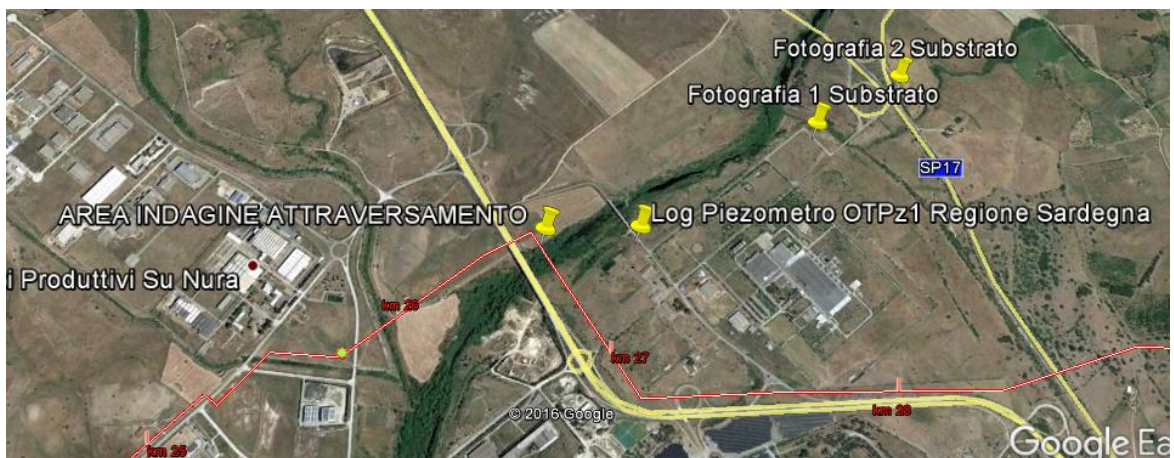 Fotografia 2 Substrato
Fotografia 1 Substrato
SP17
AREA INDAGINE ATTRAVERSAMENTO
Log Piezometro OTPz1 Regione Sardegna
i Produttivi Su Nura
km 26
km 27
km 28
© 2016 Google
km 25
Google Ea